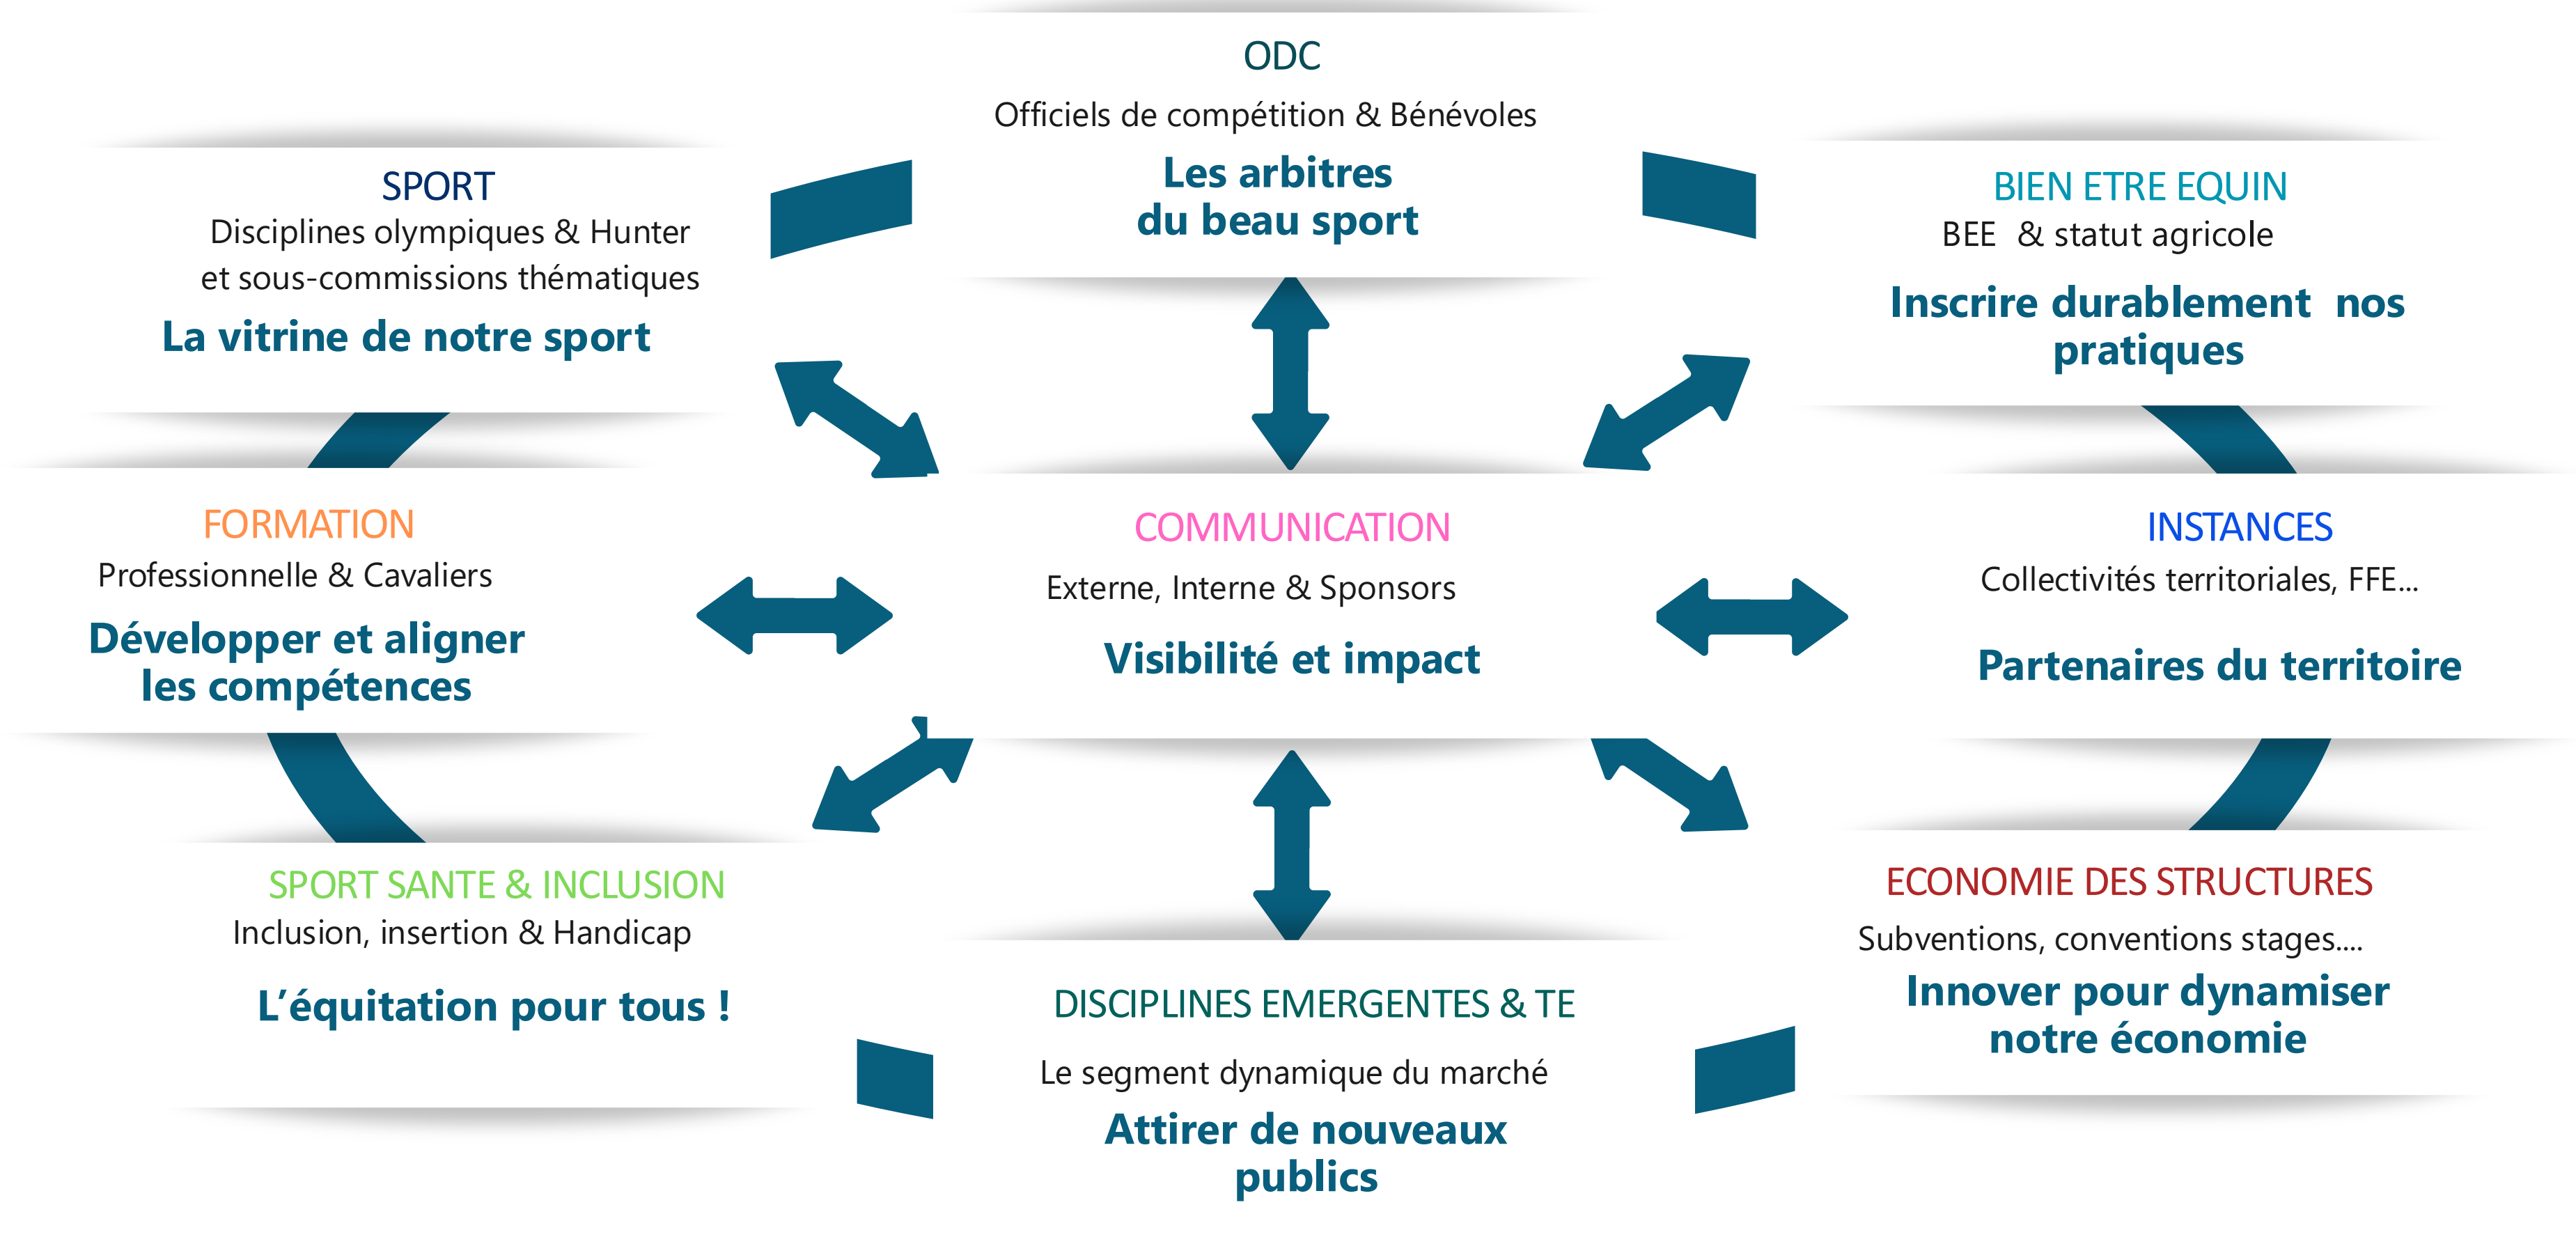 ODC
Officiels de compétition & Bénévoles
Les arbitres
du beau sport
SPORT
Disciplines olympiques & Hunter
et sous-commissions thématiques
La vitrine de notre sport
BIEN ETRE EQUIN
BEE & statut agricole
Inscrire durablement nos
pratiques
FORMATION
Professionnelle & Cavaliers
Développer et aligner
les compétences
COMMUNICATION
Externe, Interne & Sponsors
Visibilité et impact
INSTANCES
Collectivités territoriales, FFE...
Partenaires du territoire
SPORT SANTE & INCLUSION
Inclusion, insertion & Handicap
L’équitation pour tous !
DISCIPLINES EMERGENTES & TE
Le segment dynamique du marché
Attirer de nouveaux
publics
ECONOMIE DES STRUCTURES
Subventions, conventions stages....
Innover pour dynamiser
notre économie